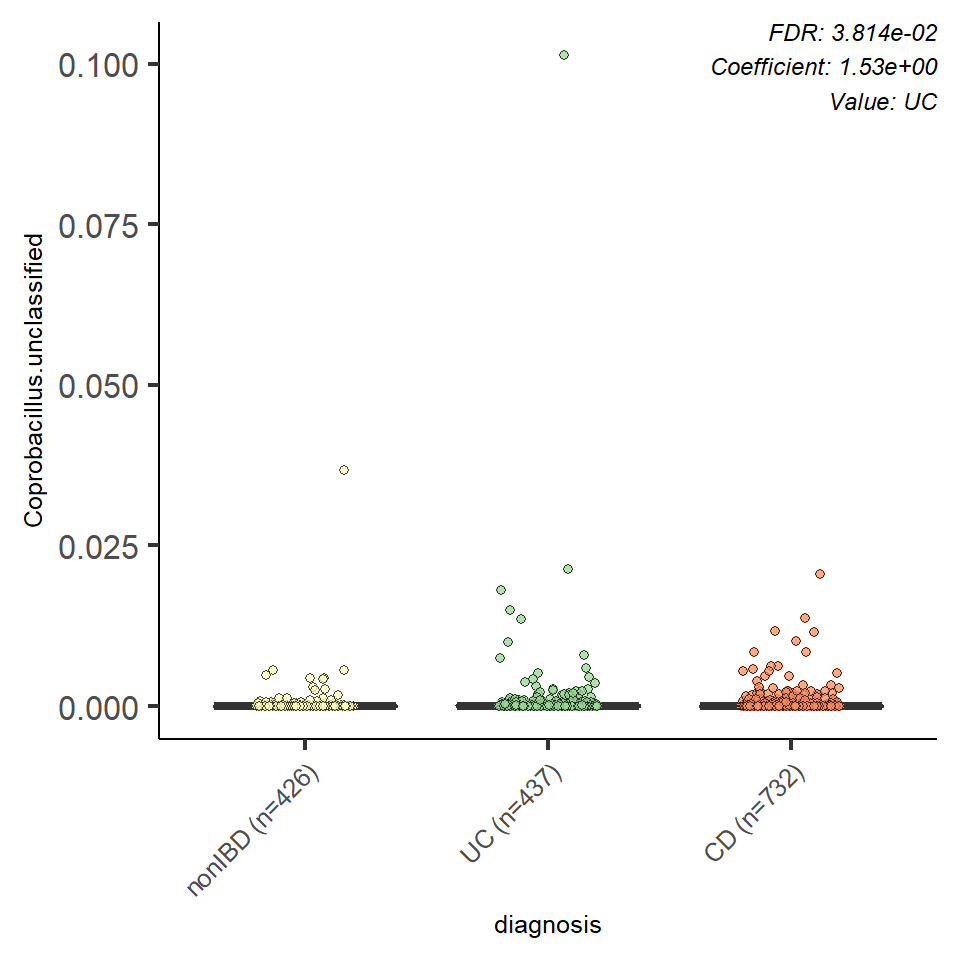 FDR: 3.814e-02
Coefficient: 1.53e+00
Value: UC
Coprobacillus.unclassified
0.100
0.075
0.050
0.025
0.000
nonIBD (n=426)
UC (n=437)
CD (n=732)
diagnosis